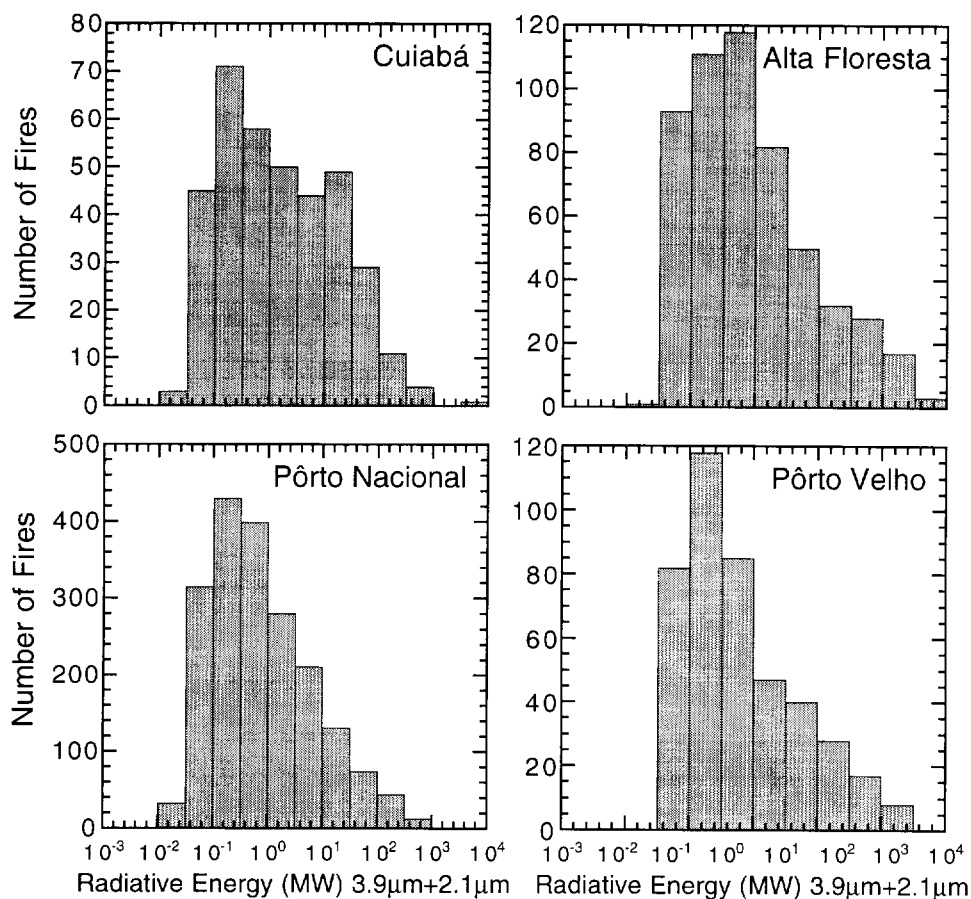 Cuiabá
Number of Fires
80
70
60
50
40
30
20
10
0
Alta Floresta
120
100
80
60
40
20
0
Pôrto Nacional
Number of Fires
500
400
300
200
100
0
10⁻³ 10⁻² 10⁻¹ 10⁰ 10¹ 10² 10³ 10⁴
Radiative Energy (MW) 3.9µm+2.1µm
Pôrto Velho
120
100
80
60
40
20
0
10⁻³ 10⁻² 10⁻¹ 10⁰ 10¹ 10² 10³ 10⁴
Radiative Energy (MW) 3.9µm+2.1µm